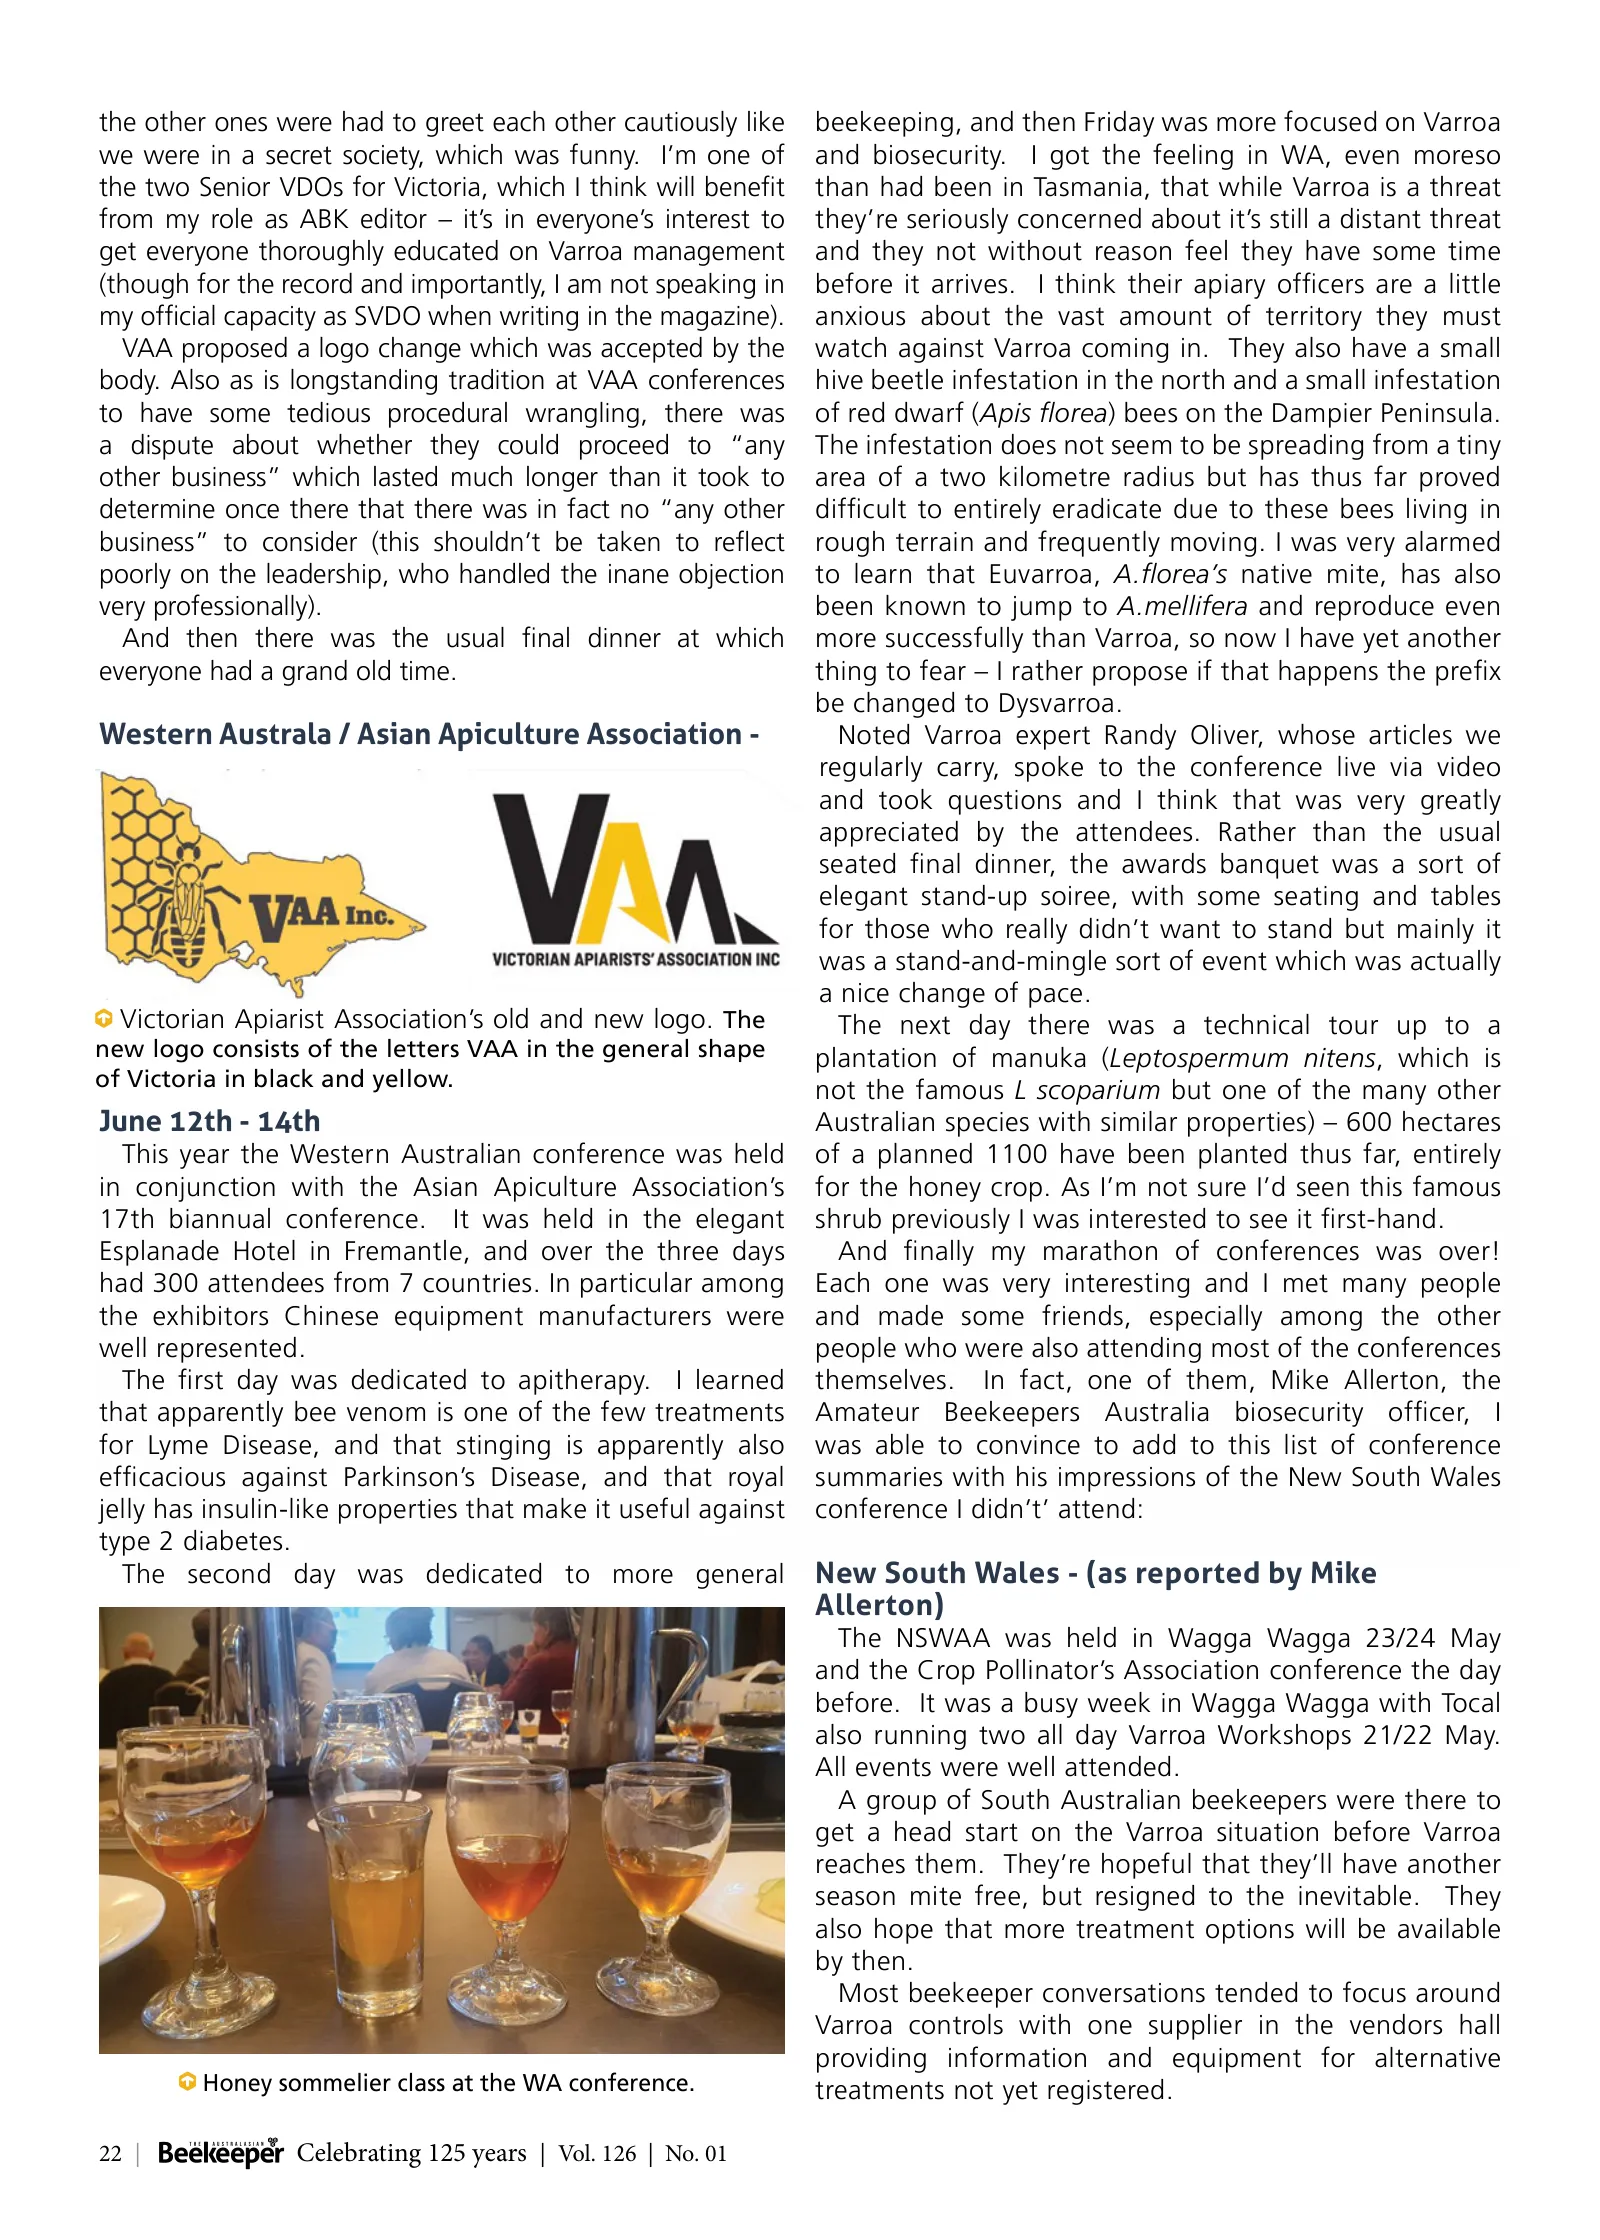 the other ones were had to greet each other cautiously like
we were in a secret society, which was funny. I’m one of
the two Senior VDOs for Victoria, which I think will benefit
from my role as ABK editor – it’s in everyone’s interest to
get everyone thoroughly educated on Varroa management
(though for the record and importantly, I am not speaking in
my official capacity as SVDO when writing in the magazine).
VAA proposed a logo change which was accepted by the
body. Also as is longstanding tradition at VAA conferences
to have some tedious procedural wrangling, there was
a dispute about whether they could proceed to “any
other business” which lasted much longer than it took to
determine once there that there was in fact no “any other
business” to consider (this shouldn’t be taken to reflect
poorly on the leadership, who handled the inane objection
very professionally).
And then there was the usual final dinner at which
everyone had a grand old time.
Western Australa / Asian Apiculture Association -
VAA Inc.
VAA
VICTORIAN APIARISTS’ ASSOCIATION INC
Victorian Apiarist Association’s old and new logo. The
new logo consists of the letters VAA in the general shape
of Victoria in black and yellow.
June 12th - 14th
This year the Western Australian conference was held
in conjunction with the Asian Apiculture Association’s
17th biannual conference. It was held in the elegant
Esplanade Hotel in Fremantle, and over the three days
had 300 attendees from 7 countries. In particular among
the exhibitors Chinese equipment manufacturers were
well represented.
The first day was dedicated to apitherapy. I learned
that apparently bee venom is one of the few treatments
for Lyme Disease, and that stinging is apparently also
efficacious against Parkinson’s Disease, and that royal
jelly has insulin-like properties that make it useful against
type 2 diabetes.
The second day was dedicated to more general
Honey sommelier class at the WA conference.
beekeeping, and then Friday was more focused on Varroa
and biosecurity. I got the feeling in WA, even moreso
than had been in Tasmania, that while Varroa is a threat
they’re seriously concerned about it’s still a distant threat
and they not without reason feel they have some time
before it arrives. I think their apiary officers are a little
anxious about the vast amount of territory they must
watch against Varroa coming in. They also have a small
hive beetle infestation in the north and a small infestation
of red dwarf (Apis florea) bees on the Dampier Peninsula.
The infestation does not seem to be spreading from a tiny
area of a two kilometre radius but has thus far proved
difficult to entirely eradicate due to these bees living in
rough terrain and frequently moving. I was very alarmed
to learn that Euvarroa, A.florea’s native mite, has also
been known to jump to A.mellifera and reproduce even
more successfully than Varroa, so now I have yet another
thing to fear – I rather propose if that happens the prefix
be changed to Dysvarroa.
Noted Varroa expert Randy Oliver, whose articles we
regularly carry, spoke to the conference live via video
and took questions and I think that was very greatly
appreciated by the attendees. Rather than the usual
seated final dinner, the awards banquet was a sort of
elegant stand-up soiree, with some seating and tables
for those who really didn’t want to stand but mainly it
was a stand-and-mingle sort of event which was actually
a nice change of pace.
The next day there was a technical tour up to a
plantation of manuka (Leptospermum nitens, which is
not the famous L scoparium but one of the many other
Australian species with similar properties) – 600 hectares
of a planned 1100 have been planted thus far, entirely
for the honey crop. As I’m not sure I’d seen this famous
shrub previously I was interested to see it first-hand.
And finally my marathon of conferences was over!
Each one was very interesting and I met many people
and made some friends, especially among the other
people who were also attending most of the conferences
themselves. In fact, one of them, Mike Allerton, the
Amateur Beekeepers Australia biosecurity officer, I
was able to convince to add to this list of conference
summaries with his impressions of the New South Wales
conference I didn’t’ attend:
New South Wales - (as reported by Mike
Allerton)
The NSWAA was held in Wagga Wagga 23/24 May
and the Crop Pollinator’s Association conference the day
before. It was a busy week in Wagga Wagga with Tocal
also running two all day Varroa Workshops 21/22 May.
All events were well attended.
A group of South Australian beekeepers were there to
get a head start on the Varroa situation before Varroa
reaches them. They’re hopeful that they’ll have another
season mite free, but resigned to the inevitable. They
also hope that more treatment options will be available
by then.
Most beekeeper conversations tended to focus around
Varroa controls with one supplier in the vendors hall
providing information and equipment for alternative
treatments not yet registered.
22 | THE AUSTRALASIAN Beekeeper Celebrating 125 years | Vol. 126 | No. 01